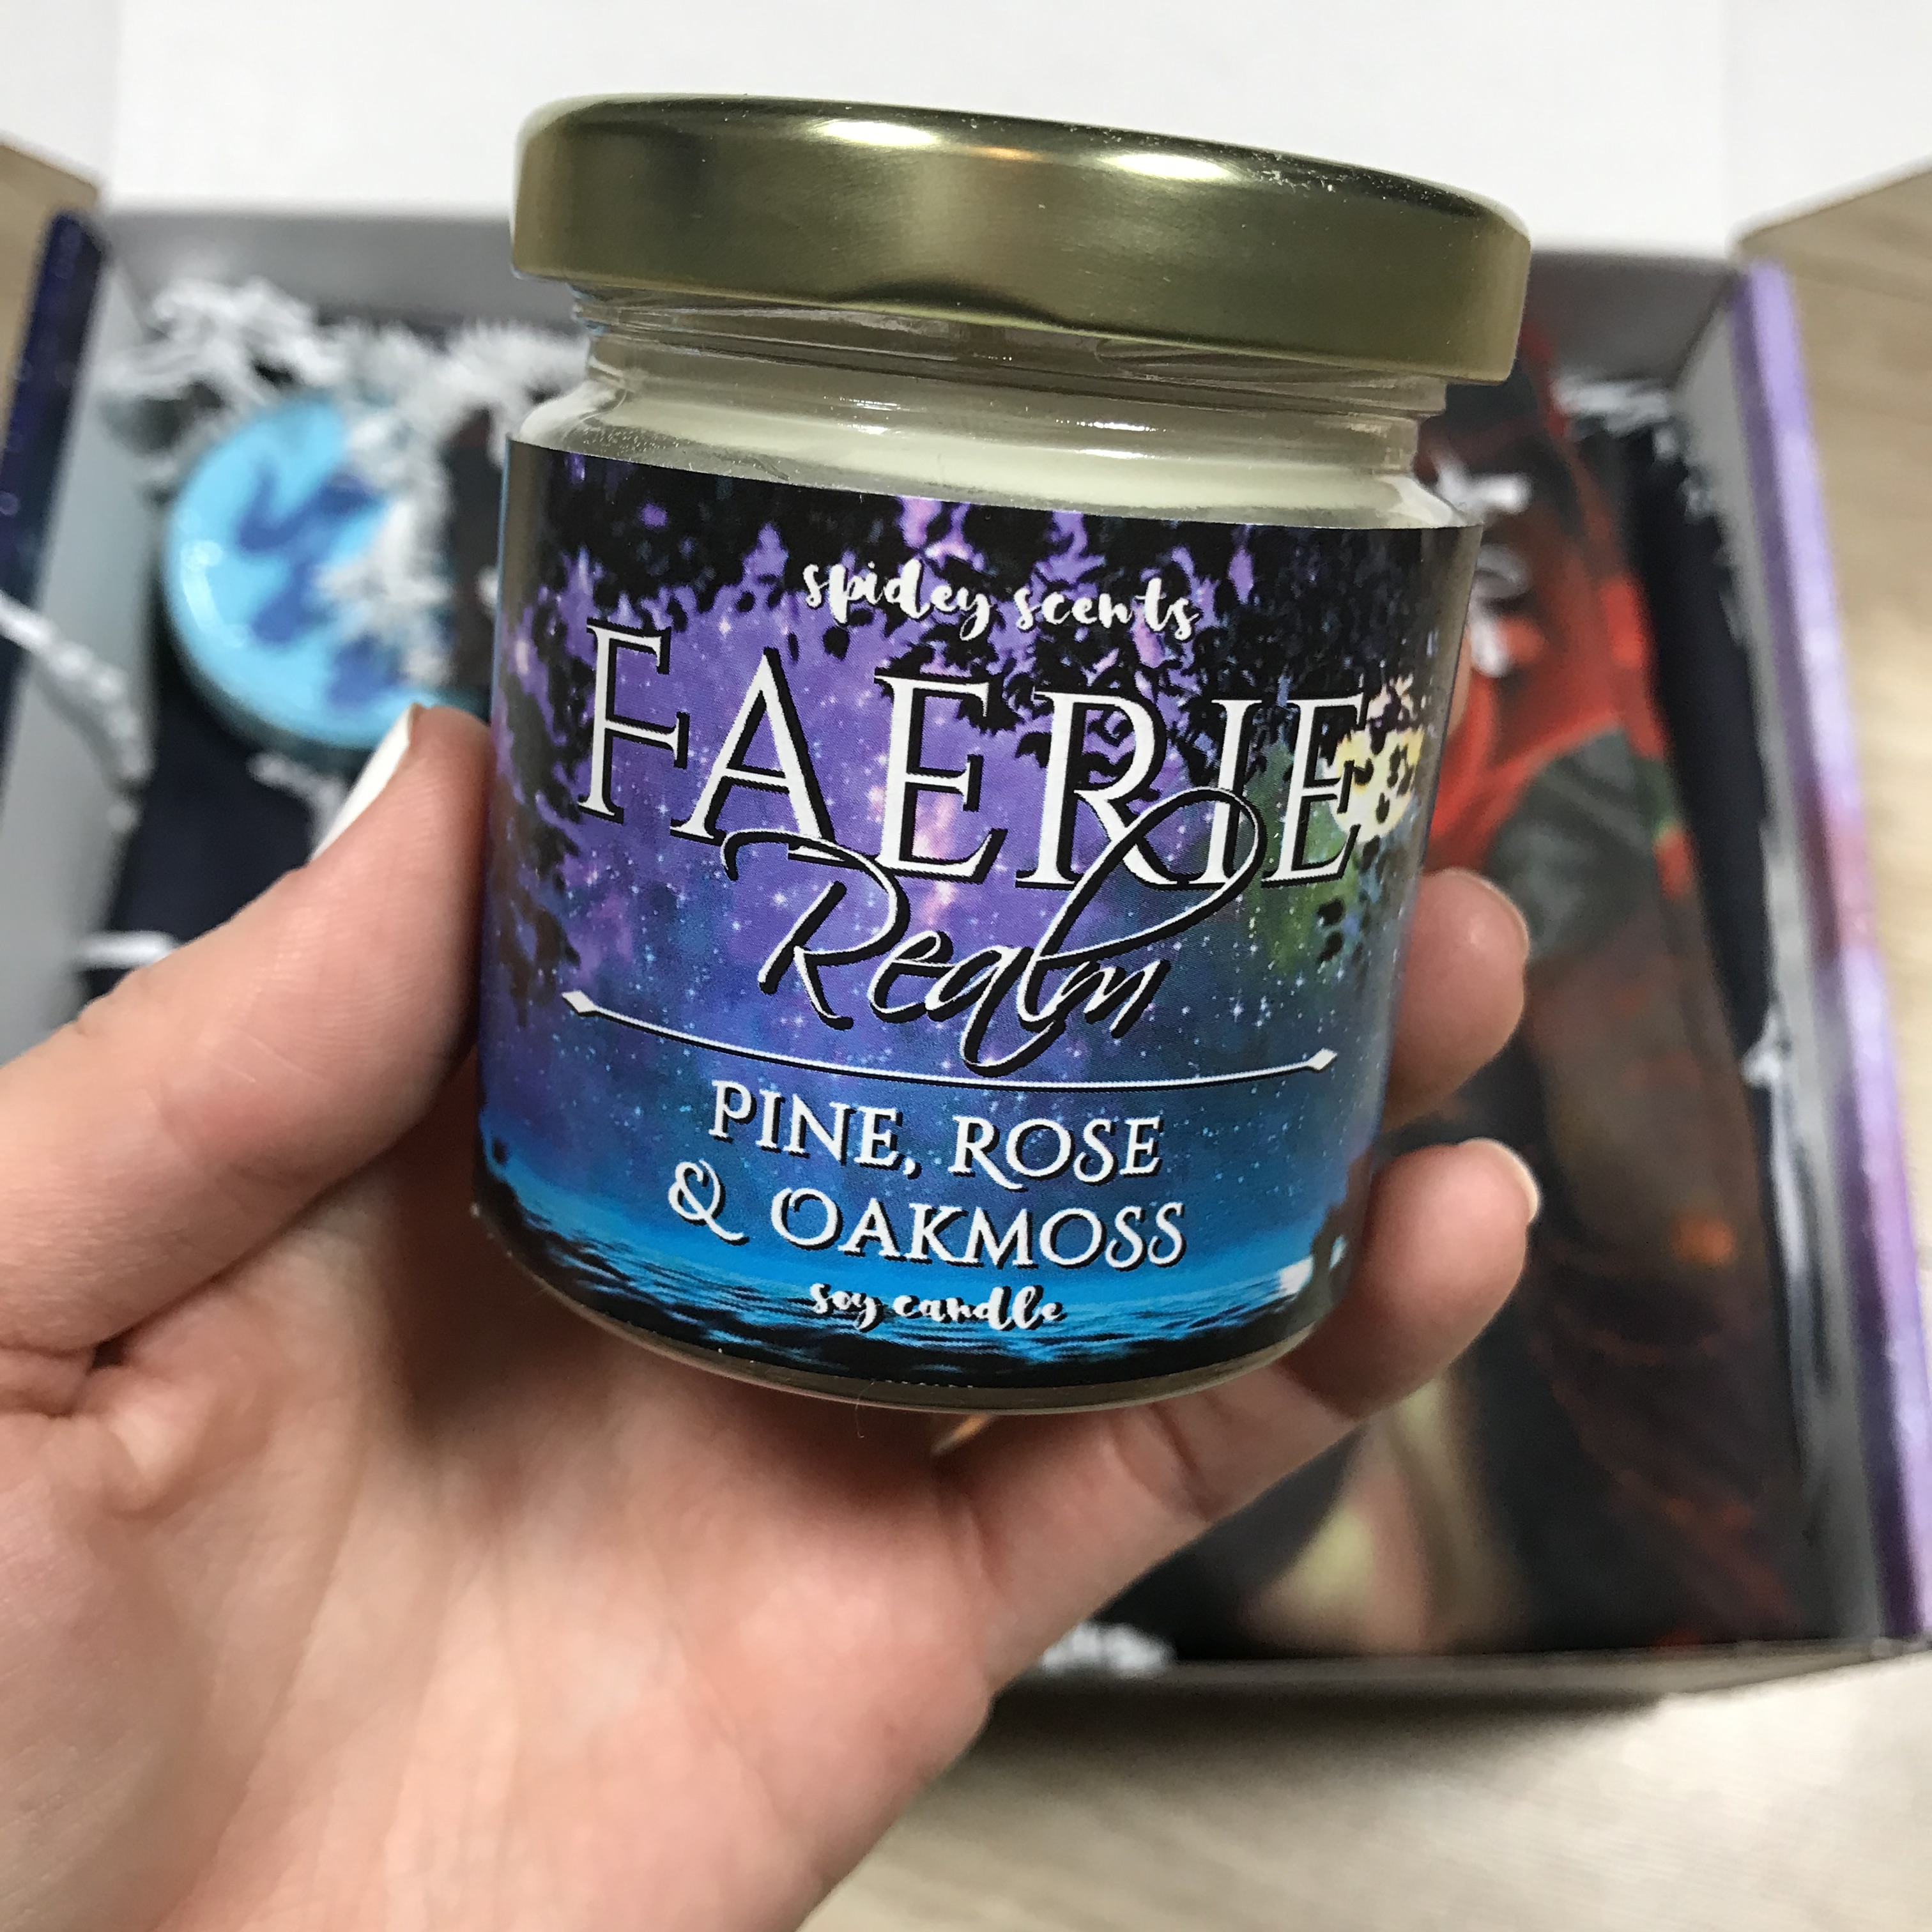 spidey scents
FAERIE
Realm
PINE, ROSE
& OAKMOSS
soy candle